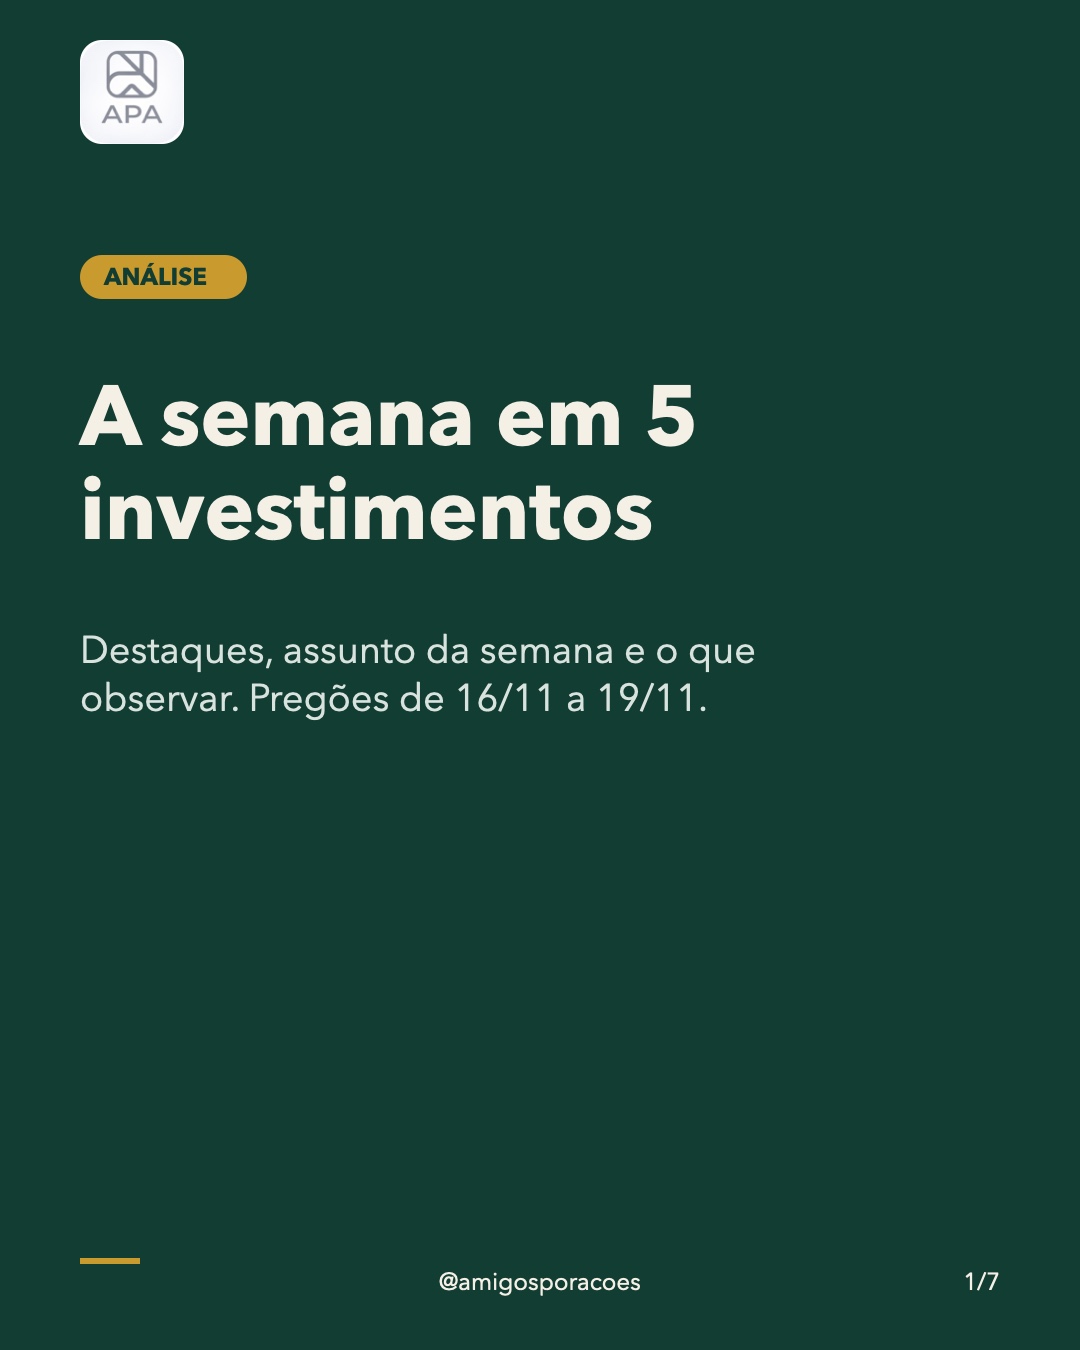 APA
ANÁLISE
A semana em 5
investimentos
Destaques, assunto da semana e o que
observar. Pregões de 16/11 a 19/11.
@amigosporacoes
1/7